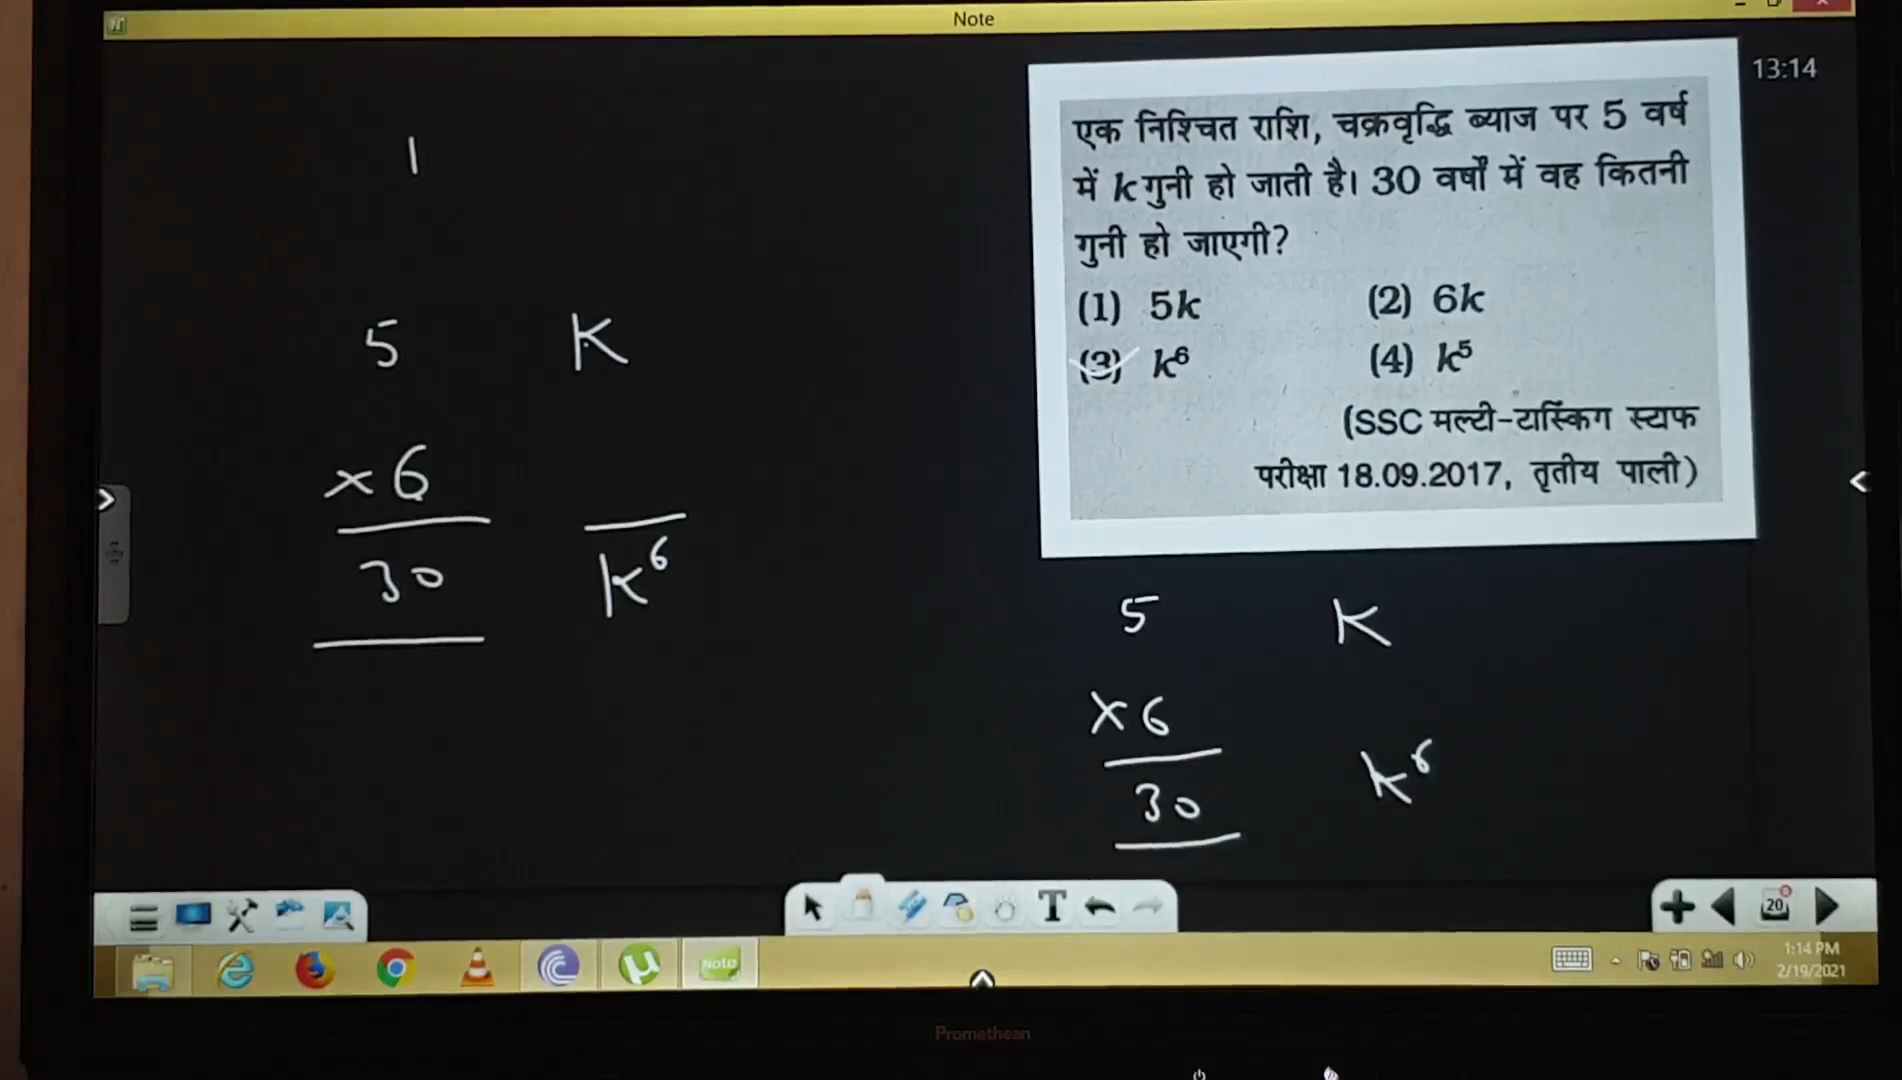 Note
13:14
1
5 K
×6
30 K⁶
एक निश्चित राशि, चक्रवृद्धि ब्याज पर 5 वर्ष
में k गुनी हो जाती है। 30 वर्षों में वह कितनी
गुनी हो जाएगी?
(1) 5k (2) 6k
(3) k⁶ (4) k⁵
(SSC मल्टी-टास्किंग स्टाफ
परीक्षा 18.09.2017, तृतीय पाली)
5 K
×6
30 K⁶
T
20
Note
1:14 PM
2/19/2021
Promethean